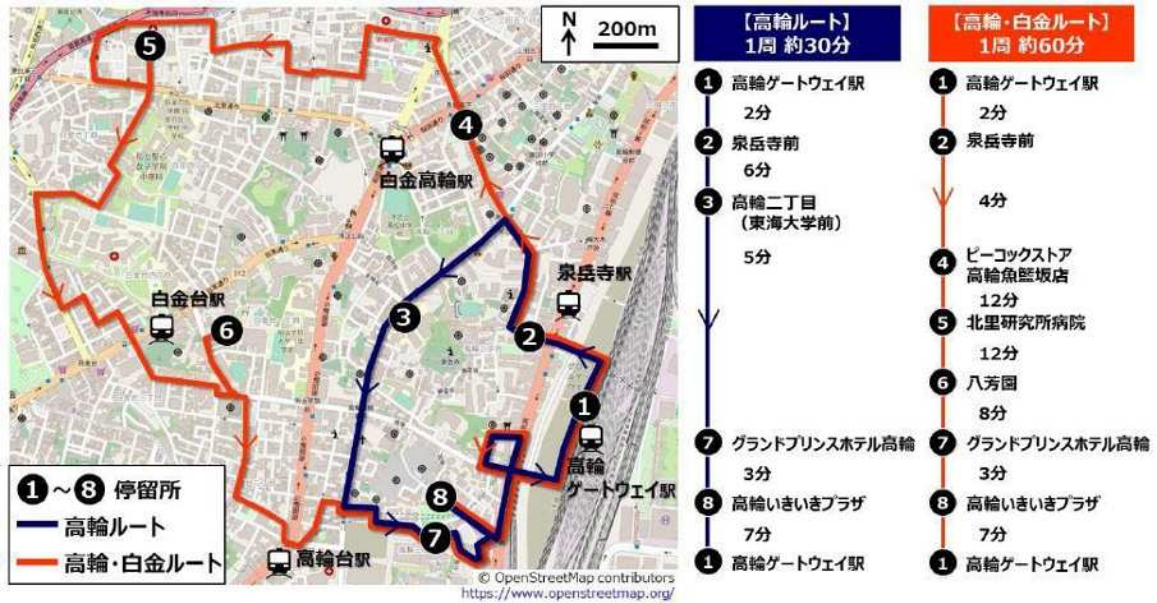 N
200m
5
4
白金高輪駅
泉岳寺駅
3
2
白金台駅
6
1
高輪
ゲートウェイ駅
8
7
高輪台駅
1～8 停留所
高輪ルート
高輪・白金ルート
© OpenStreetMap contributors
https://www.openstreetmap.org/
【高輪ルート】
1周 約30分
1 高輪ゲートウェイ駅
2分
2 泉岳寺前
6分
3 高輪二丁目
（東海大学前）
5分
7 グランドプリンスホテル高輪
3分
8 高輪いきいきプラザ
7分
1 高輪ゲートウェイ駅
【高輪・白金ルート】
1周 約60分
1 高輪ゲートウェイ駅
2分
2 泉岳寺前
4分
4 ピーコックストア
高輪魚籃坂店
12分
5 北里研究所病院
12分
6 八芳園
8分
7 グランドプリンスホテル高輪
3分
8 高輪いきいきプラザ
7分
1 高輪ゲートウェイ駅